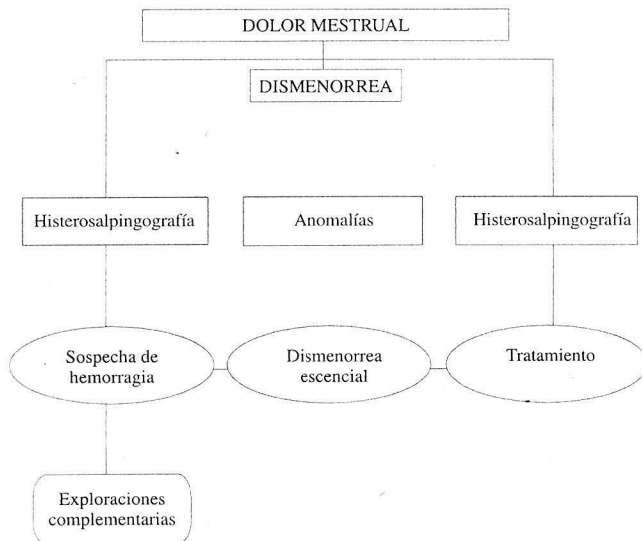 DOLOR MESTRUAL
DISMENORREA
Histerosalpingografía
Anomalías
Histerosalpingografía
Sospecha de
hemorragia
Dismenorrea
escencial
Tratamiento
Exploraciones
complementarias